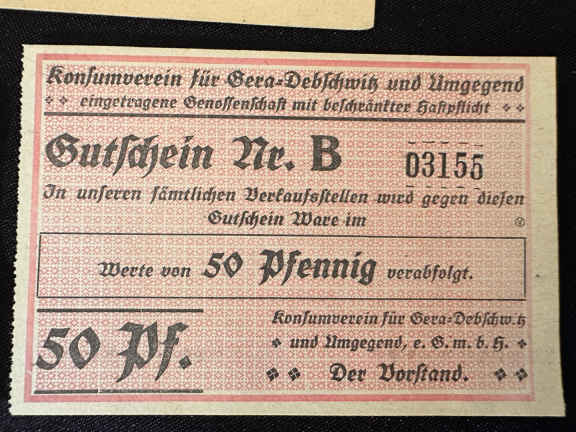 Konsumverein für Gera-Debschwitz und Umgegend
eingetragene Genossenschaft mit beschränkter Haftpflicht
Gutschein Nr. B 03155
In unseren sämtlichen Verkaufsstellen wird gegen diesen
Gutschein Ware im
Werte von 50 Pfennig verabfolgt.
50 Pf.
Konsumverein für Gera-Debschw.tz
und Umgegend, e. G. m. b. H.
Der Vorstand.